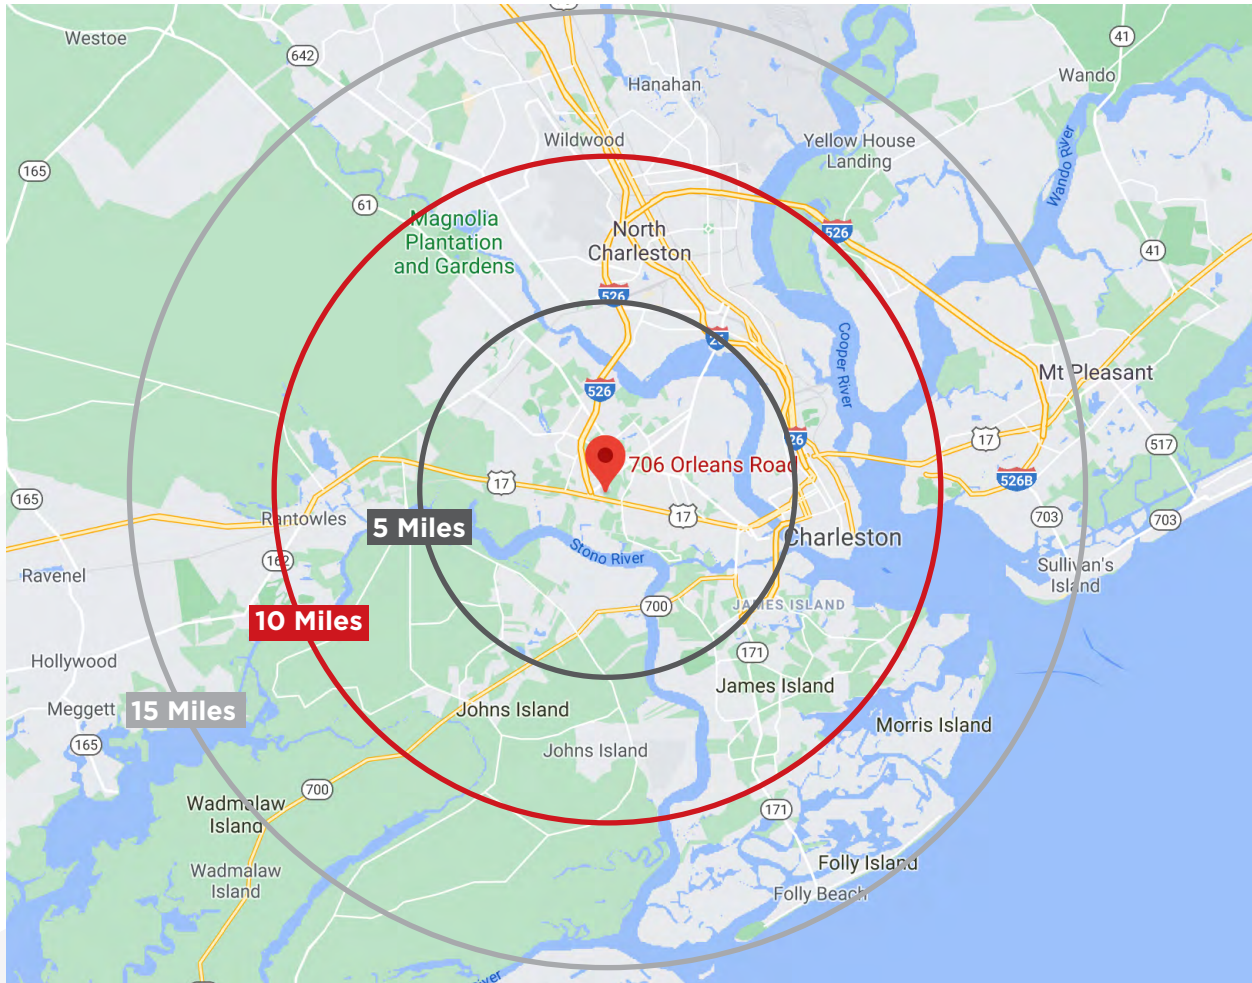 Westoe
642
41
Hanahan
Wando
Wildwood
Yellow House
Landing
165
Wando River
61
Magnolia
Plantation
and Gardens
North
Charleston
526
41
526
26
Cooper River
Mt Pleasant
526
17
26
517
706 Orleans Road
17
526B
165
17
703
703
Rantowles
5 Miles
Charleston
Stono River
162
Sullivan's
Island
Ravenel
700
JAMES ISLAND
10 Miles
171
Hollywood
James Island
Meggett
15 Miles
Johns Island
Morris Island
165
Johns Island
700
Wadmalaw
Island
171
Folly Island
Wadmalaw
Island
Folly Beach